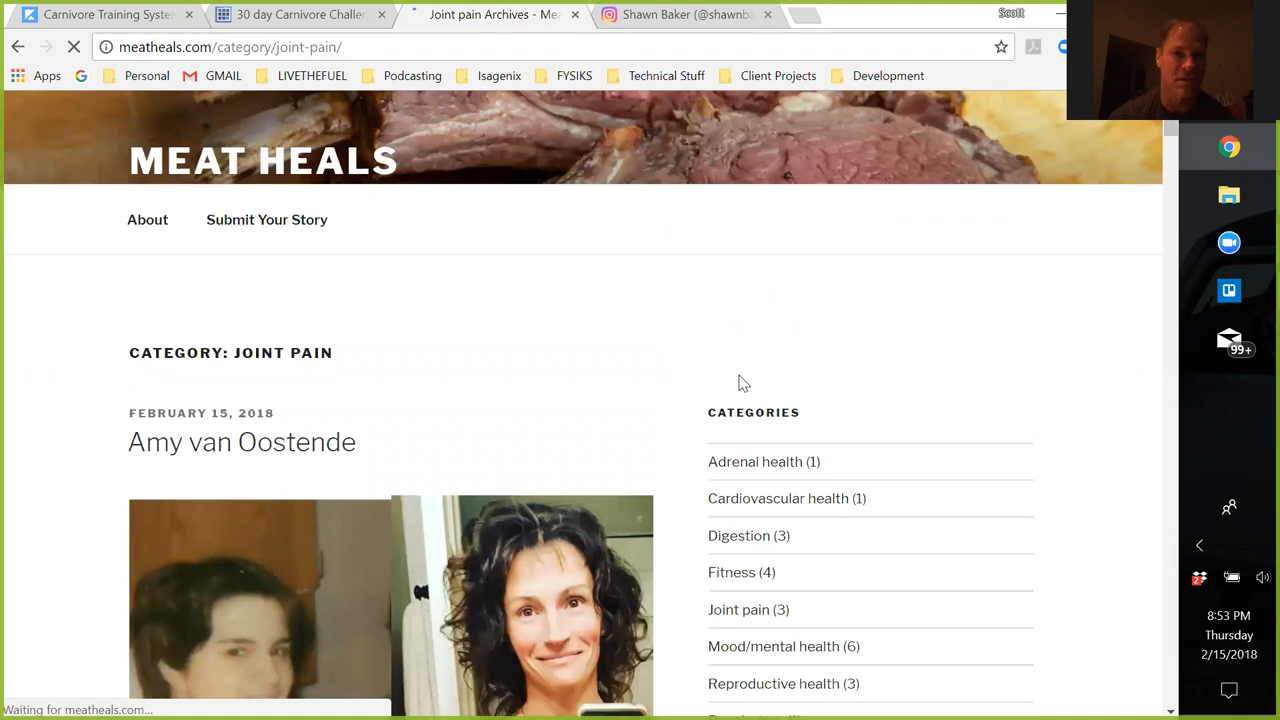 Carnivore Training Syste
30 day Carnivore Challen
Joint pain Archives - Mea
Shawn Baker (@shawnba
Scott
meatheals.com/category/joint-pain/
Apps
G
Personal
GMAIL
LIVETHEFUEL
Podcasting
Isagenix
FYSIKS
Technical Stuff
Client Projects
Development
MEAT HEALS
About
Submit Your Story
CATEGORY: JOINT PAIN
FEBRUARY 15, 2018
Amy van Oostende
CATEGORIES
Adrenal health (1)
Cardiovascular health (1)
Digestion (3)
Fitness (4)
Joint pain (3)
Mood/mental health (6)
Reproductive health (3)
Waiting for meatheals.com...
99+
2
8:53 PM
Thursday
2/15/2018